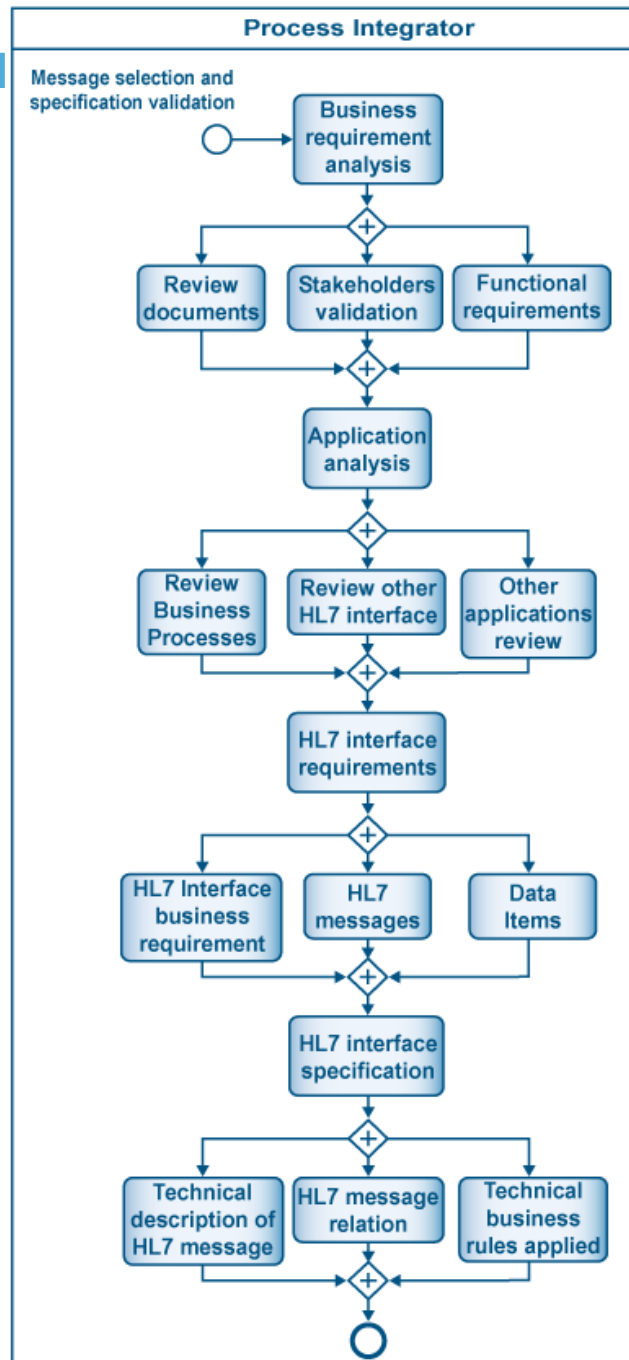 Process Integrator
Message selection and
specification validation
Business
requirement
analysis
Review
documents
Stakeholders
validation
Functional
requirements
Application
analysis
Review
Business
Processes
Review other
HL7 interface
Other
applications
review
HL7 interface
requirements
HL7 Interface
business
requirement
HL7
messages
Data
Items
HL7 interface
specification
Technical
description of
HL7 message
HL7 message
relation
Technical
business
rules applied